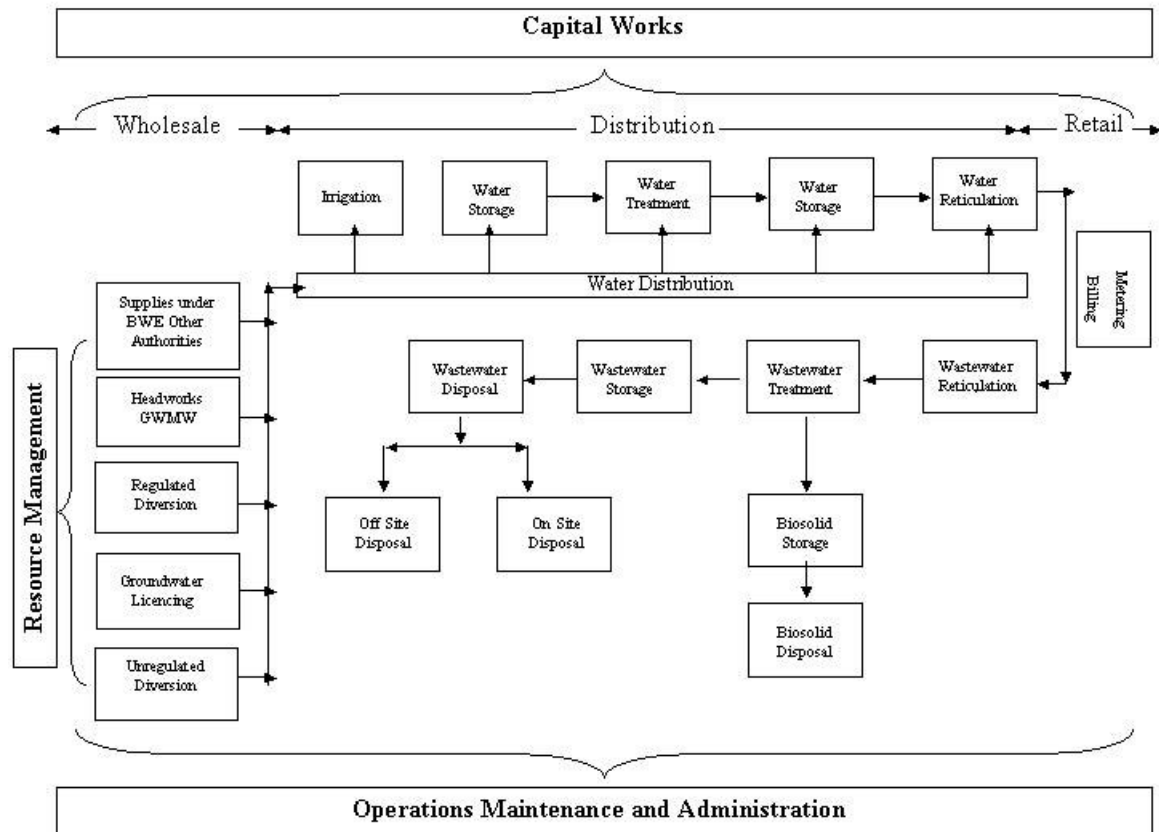 Capital Works
Wholesale
Distribution
Retail
Irrigation
Water
Storage
Water
Treatment
Water
Storage
Water
Reticulation
Water Distribution
Metering
Billing
Supplies under
BWE Other
Authorities
Headworks
GWMW
Regulated
Diversion
Groundwater
Licencing
Unregulated
Diversion
Resource Management
Wastewater
Disposal
Wastewater
Storage
Wastewater
Treatment
Wastewater
Reticulation
Off Site
Disposal
On Site
Disposal
Biosolid
Storage
Biosolid
Disposal
Operations Maintenance and Administration